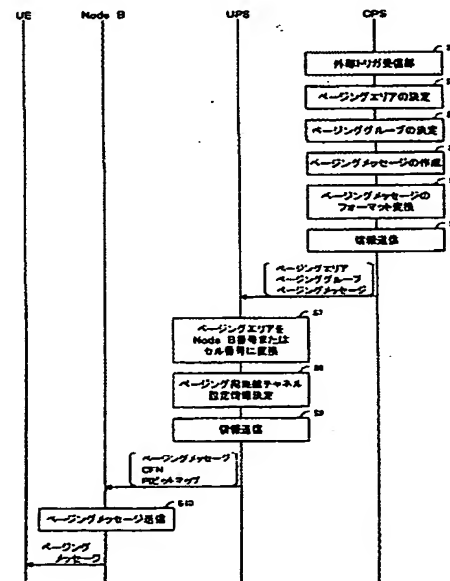 UE
Node B
UPS
CPS
外部トリガ受信部
ページングエリアの決定
ページンググループの決定
ページングメッセージの作成
ページングメッセージの
フォーマット変換
情報送信
ページングエリア
ページンググループ
ページングメッセージ
S7
ページングエリアを
Node B番号または
セル番号に変換
S8
ページング用無線チャネル
設定情報決定
S9
情報送信
ページングメッセージ
CFN
PIビットマップ
S10
ページングメッセージ送信
ページング
メッセージ